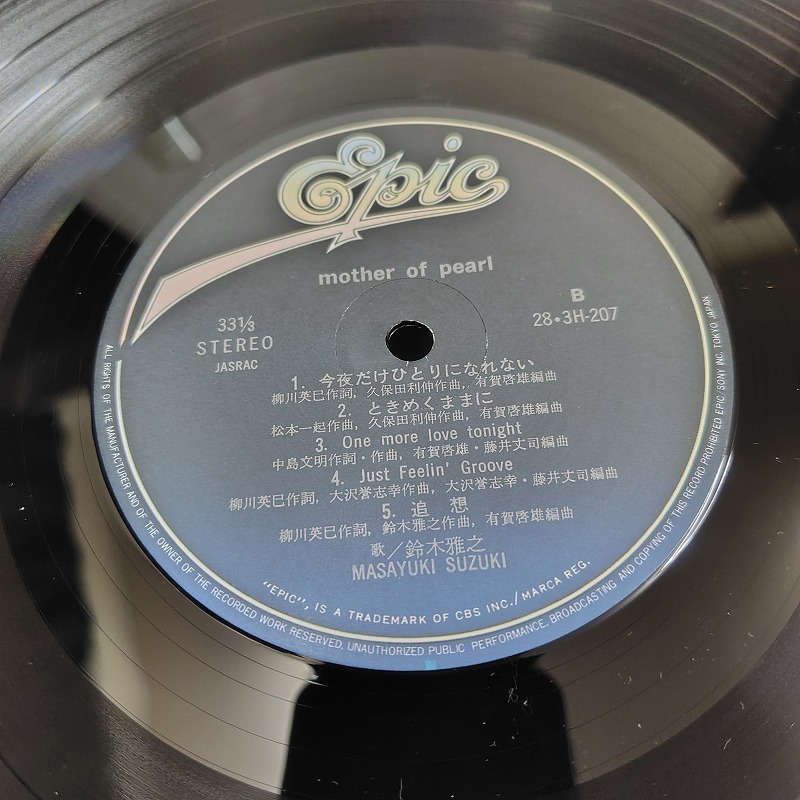 Epic
mother of pearl
33⅓
STEREO
JASRAC
B
28・3H-207
1. 今夜だけひとりになれない
柳川英巳作詞, 久保田利伸作曲, 有賀啓雄編曲
2. ときめくままに
松本一起作曲, 久保田利伸作曲, 有賀啓雄編曲
3. One more love tonight
中島文明作詞・作曲, 有賀啓雄・藤井丈司編曲
4. Just Feelin' Groove
柳川英巳作詞, 大沢誉志幸作曲, 大沢誉志幸・藤井丈司編曲
5. 追想
柳川英巳作詞, 鈴木雅之作曲, 有賀啓雄編曲
歌／鈴木雅之
MASAYUKI SUZUKI
"EPIC", IS A TRADEMARK OF CBS INC./MARCA REG.
ALL RIGHTS OF THE MANUFACTURER AND OF THE OWNER OF THE RECORDED WORK RESERVED. UNAUTHORIZED PUBLIC PERFORMANCE, BROADCASTING AND COPYING OF THIS RECORD PROHIBITED EPIC/SONY INC. TOKYO JAPAN